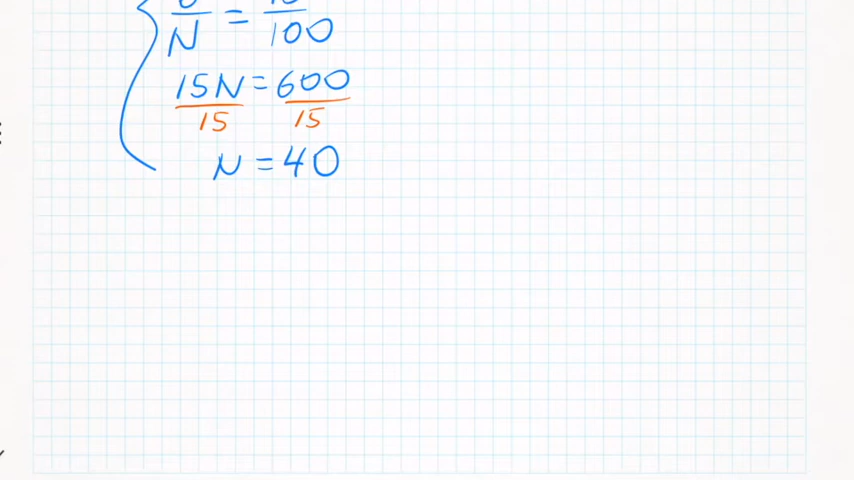 N = 100
15N = 600
15 15
N = 40